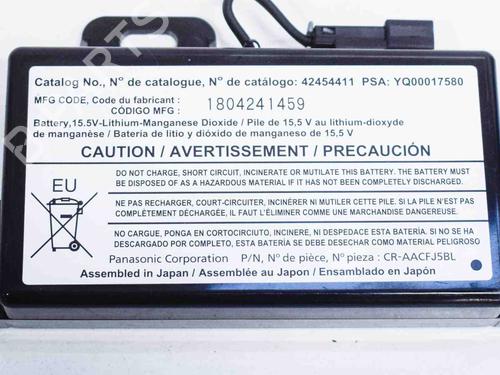 Catalog No., Nº de catalogue, Nº de catálogo: 42454411 PSA: YQ00017580
MFG CODE, Code du fabricant :
CÓDIGO MFG : 1804241459
Battery,15.5V-Lithium-Manganese Dioxide / Pile de 15,5 V au lithium-dioxyde
de manganèse / Bateria de litio y dióxido de manganeso de 15,5 V
CAUTION / AVERTISSEMENT / PRECAUCIÓN
EU
DO NOT CHARGE, SHORT CIRCUIT, INCINERATE OR MUTILATE THIS BATTERY. THE BATTERY
MUST BE DISPOSED OF AS A HAZARDOUS MATERIAL IF IT HAS NOT BEEN COMPLETELY DISCHARGED.
NE PAS RECHARGER, COURT-CIRCUITER, INCINÉRER NI MUTILER CETTE PILE. SI LA PILE N'EST PAS
COMPLÈTEMENT DÉCHARGÉE, IL FAUT L'ÉLIMINER COMME UNE MARCHANDISE DANGEREUSE.
NO CARGUE, PONGA EN CORTOCIRCUITO, INCINERE, NI DESPEDACE ESTA BATERÍA. SI NO SE HA
DESCARGADO POR COMPLETO, ESTA BATERÍA SE DEBE DESECHAR COMO MATERIAL PELIGROSO
Panasonic Corporation P/N, Nº de pièce, Nº pieza : CR-AACFJ5BL
Assembled in Japan / Assemblée au Japon / Ensamblado en Japón